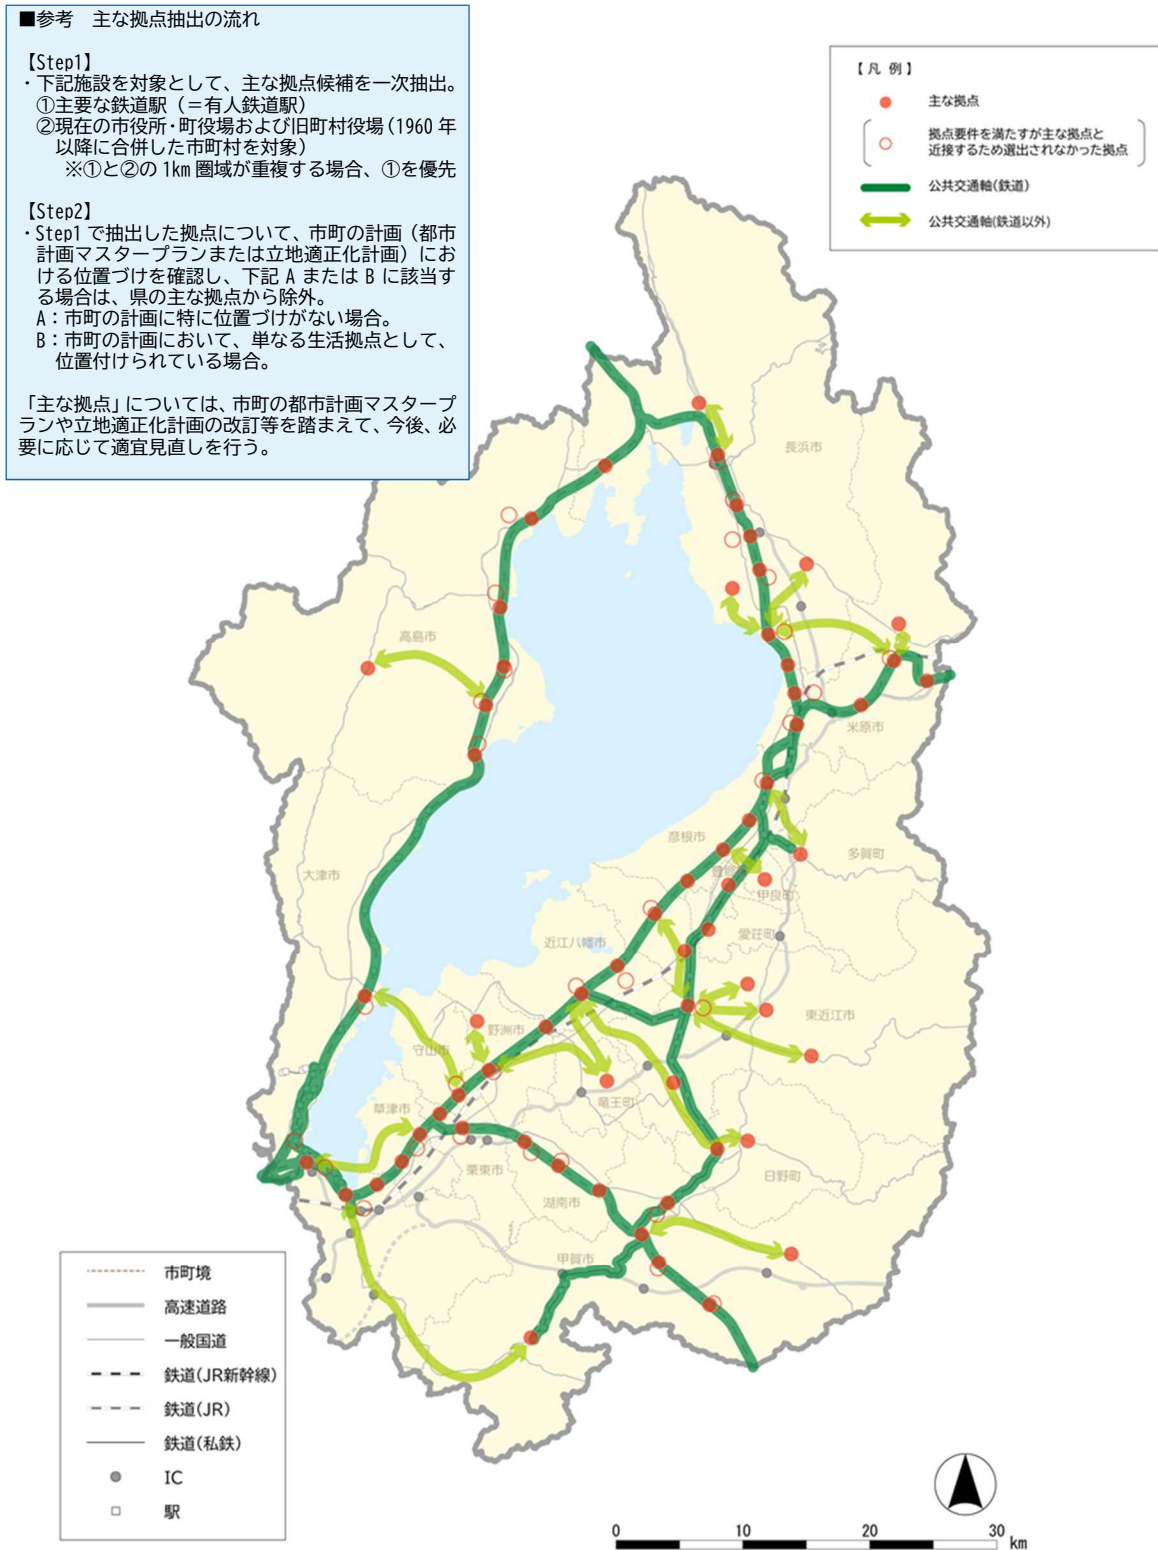 ■参考　主な拠点抽出の流れ
【Step1】
・下記施設を対象として、主な拠点候補を一次抽出。
①主要な鉄道駅（＝有人鉄道駅）
②現在の市役所・町役場および旧町村役場(1960 年
以降に合併した市町村を対象)
※①と②の 1km 圏域が重複する場合、①を優先
【Step2】
・Step1 で抽出した拠点について、市町の計画（都市
計画マスタープランまたは立地適正化計画）にお
ける位置づけを確認し、下記 A または B に該当す
る場合は、県の主な拠点から除外。
A：市町の計画に特に位置づけがない場合。
B：市町の計画において、単なる生活拠点として、
位置付けられている場合。
「主な拠点」については、市町の都市計画マスタープ
ランや立地適正化計画の改訂等を踏まえて、今後、必
要に応じて適宜見直しを行う。
【凡 例】
主な拠点
拠点要件を満たすが主な拠点と
近接するため選出されなかった拠点
公共交通軸(鉄道)
公共交通軸(鉄道以外)
長浜市
高島市
米原市
彦根市
多賀町
大津市
甲良町
愛荘町
近江八幡市
東近江市
野洲市
守山市
竜王町
草津市
栗東市
日野町
湖南市
甲賀市
市町境
高速道路
一般国道
鉄道(JR新幹線)
鉄道(JR)
鉄道(私鉄)
IC
駅
0 10 20 30
km